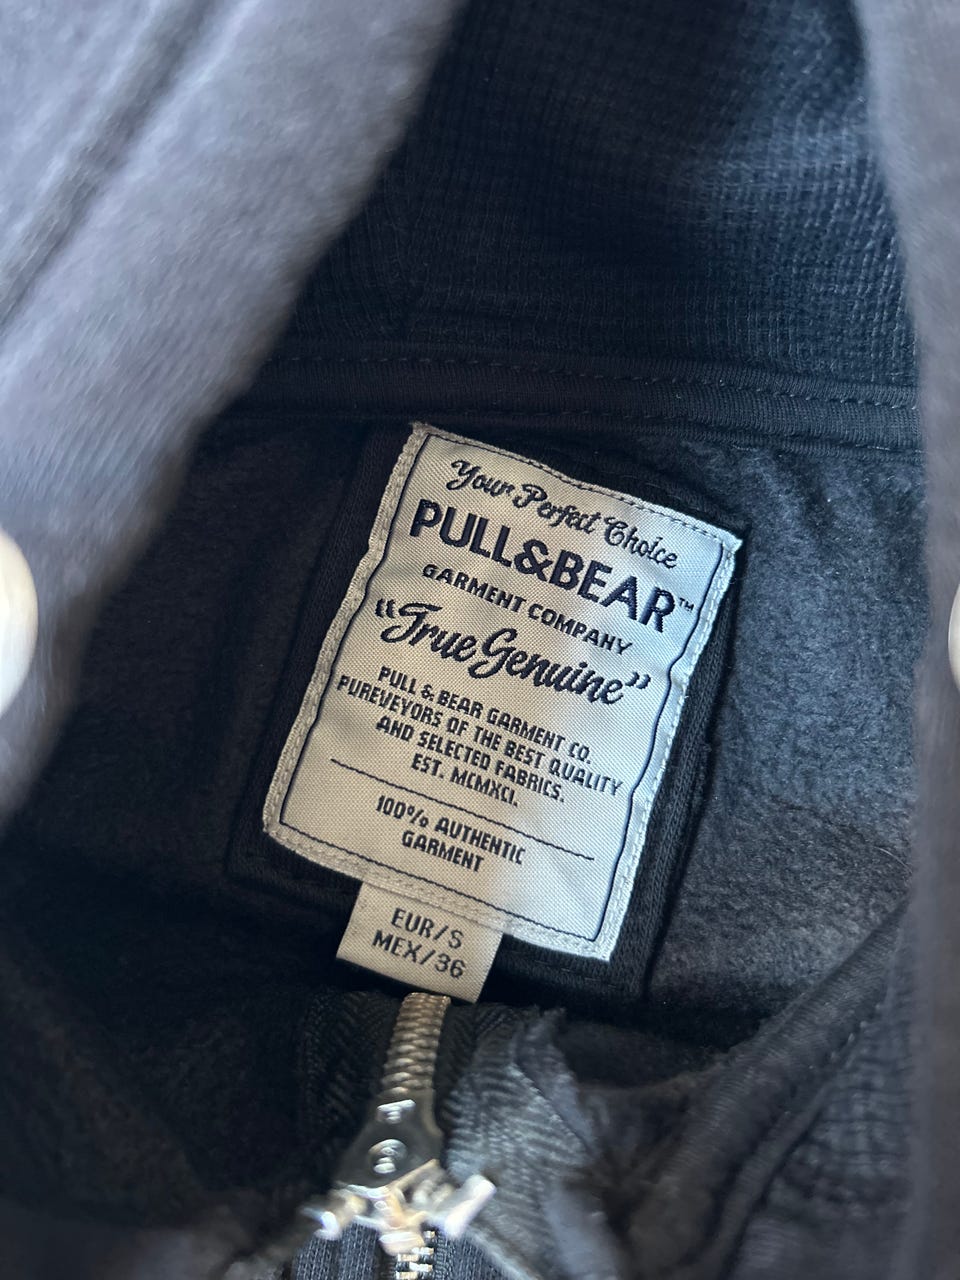 Your Perfect Choice
PULL&BEAR™
GARMENT COMPANY
“True Genuine”
PULL & BEAR GARMENT CO.
PUREVEYORS OF THE BEST QUALITY
AND SELECTED FABRICS.
EST. MCMXCI.
100% AUTHENTIC
GARMENT
EUR/S
MEX/36